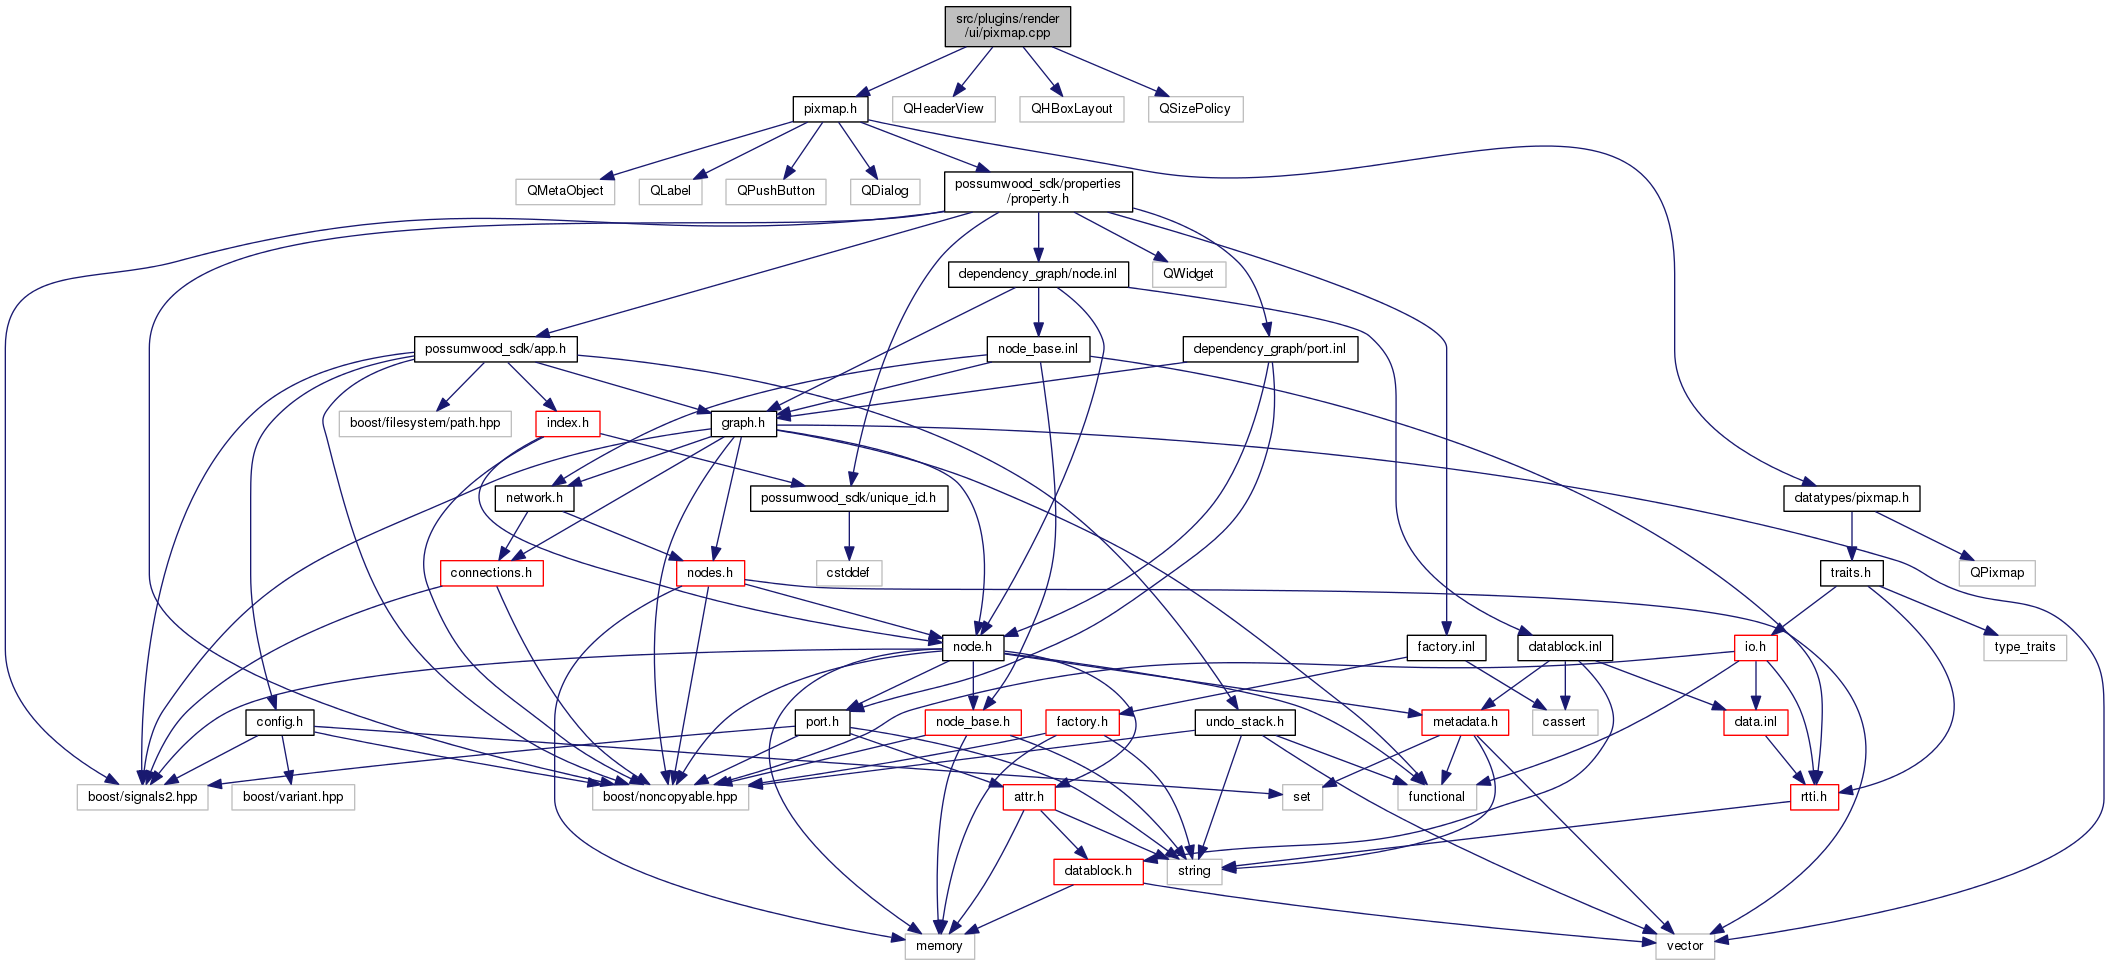 src/plugins/render
/ui/pixmap.cpp
pixmap.h
QHeaderView
QHBoxLayout
QSizePolicy
QMetaObject
QLabel
QPushButton
QDialog
possumwood_sdk/properties
/property.h
dependency_graph/node.inl
QWidget
possumwood_sdk/app.h
node_base.inl
dependency_graph/port.inl
boost/filesystem/path.hpp
index.h
graph.h
network.h
possumwood_sdk/unique_id.h
datatypes/pixmap.h
connections.h
nodes.h
cstddef
traits.h
QPixmap
node.h
factory.inl
datablock.inl
io.h
type_traits
config.h
port.h
node_base.h
factory.h
undo_stack.h
metadata.h
cassert
data.inl
boost/signals2.hpp
boost/variant.hpp
boost/noncopyable.hpp
attr.h
set
functional
rtti.h
datablock.h
string
memory
vector